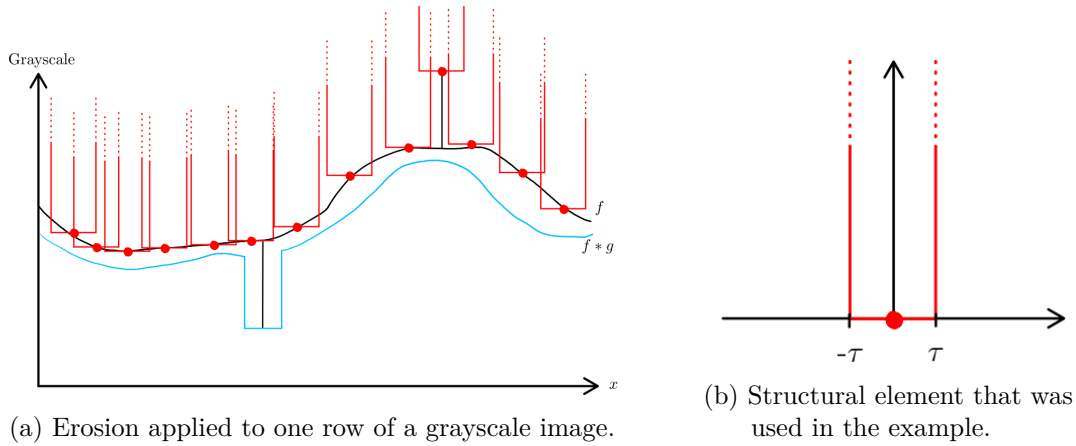 Grayscale
f
f * g
x
-τ τ
(a) Erosion applied to one row of a grayscale image.
(b) Structural element that was
used in the example.